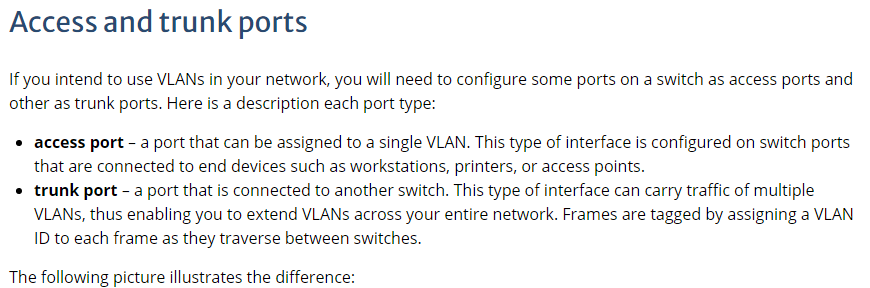 Access and trunk ports
If you intend to use VLANs in your network, you will need to configure some ports on a switch as access ports and
other as trunk ports. Here is a description each port type:
• access port – a port that can be assigned to a single VLAN. This type of interface is configured on switch ports
that are connected to end devices such as workstations, printers, or access points.
• trunk port – a port that is connected to another switch. This type of interface can carry traffic of multiple
VLANs, thus enabling you to extend VLANs across your entire network. Frames are tagged by assigning a VLAN
ID to each frame as they traverse between switches.
The following picture illustrates the difference: